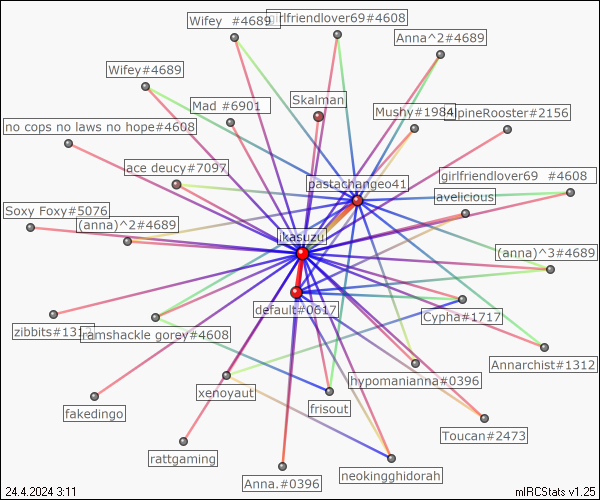 Wifey  #4689
girlfriendlover69#4608
Anna^2#4689
Wifey#4689
Skalman
Mad #6901
Mushy#1984
pineRooster#2156
no cops no laws no hope#4608
ace deucy#7097
pastachangeo41
girlfriendlover69  #4608
avelicious
Soxy Foxy#5076
(anna)^2#4689
ikasuzu
(anna)^3#4689
default#0617
Cypha#1717
zibbits#131
ramshackle gorey#4608
Annarchist#1312
hypomanianna#0396
xenoyaut
fakedingo
frisout
Toucan#2473
rattgaming
Anna.#0396
neokingghidorah
24.4.2024 3:11
mIRCStats v1.25